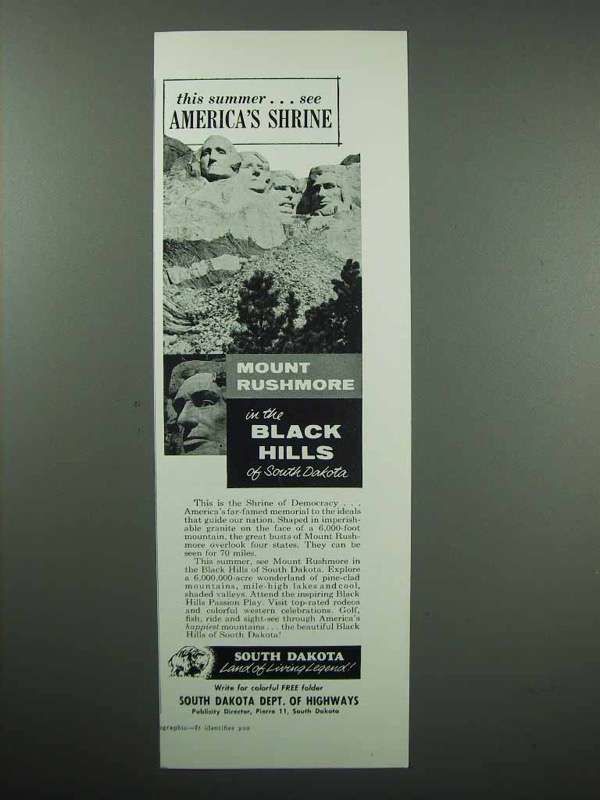 this summer . . . see
AMERICA'S SHRINE
MOUNT
RUSHMORE
in the
BLACK
HILLS
of South Dakota
This is the Shrine of Democracy . . .
America's far-famed memorial to the ideals
that guide our nation. Shaped in imperish-
able granite on the face of a 6,000-foot
mountain, the great busts of Mount Rush-
more overlook four states. They can be
seen for 70 miles.
This summer, see Mount Rushmore in
the Black Hills of South Dakota. Explore
a 6,000,000-acre wonderland of pine-clad
mountains, mile-high lakes and cool,
shaded valleys. Attend the inspiring Black
Hills Passion Play. Visit top-rated rodeos
and colorful western celebrations. Golf,
fish, ride and sight-see through America's
happiest mountains . . . the beautiful Black
Hills of South Dakota!
SOUTH DAKOTA
Land of Living Legend!
Write for colorful FREE folder
SOUTH DAKOTA DEPT. OF HIGHWAYS
Publicity Director, Pierre 11, South Dakota
ographic—It identifies you